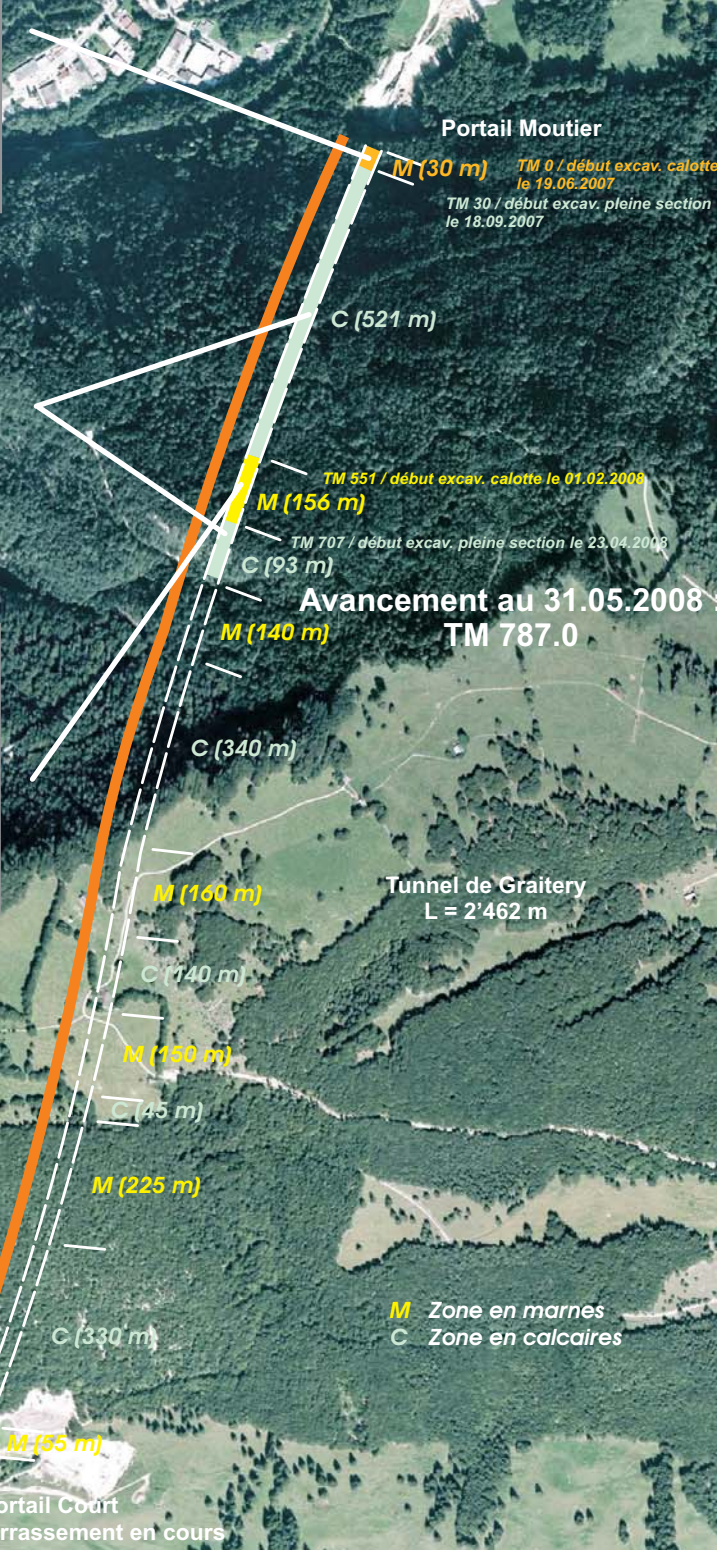 Portail Moutier
M (30 m)
TM 0 / début excav. calotte
le 19.06.2007
TM 30 / début excav. pleine section
le 18.09.2007
C (521 m)
TM 551 / début excav. calotte le 01.02.2008
M (156 m)
TM 707 / début excav. pleine section le 23.04.2008
C (93 m)
Avancement au 31.05.2008 :
TM 787.0
M (140 m)
C (340 m)
M (160 m)
Tunnel de Graitery
L = 2'462 m
C (140 m)
M (150 m)
C (45 m)
M (225 m)
M Zone en marnes
C Zone en calcaires
C (330 m)
M (55 m)
ortail Court
rrassement en cours